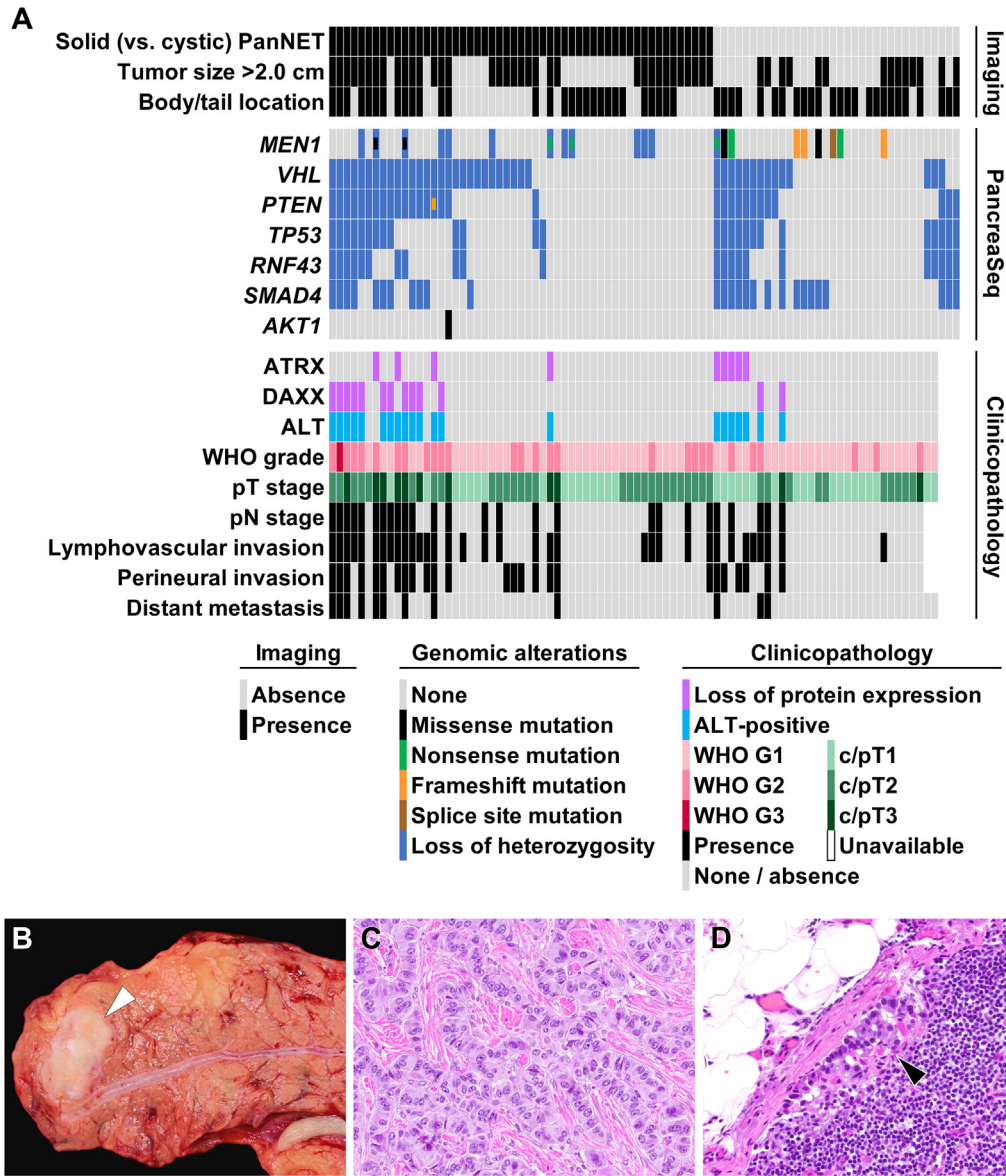 A
Solid (vs. cystic) PanNET
Tumor size >2.0 cm
Body/tail location
Imaging
MEN1
VHL
PTEN
TP53
RNF43
SMAD4
AKT1
PancreaSeq
ATRX
DAXX
ALT
WHO grade
pT stage
pN stage
Lymphovascular invasion
Perineural invasion
Distant metastasis
Clinicopathology
Imaging
Absence
Presence
Genomic alterations
None
Missense mutation
Nonsense mutation
Frameshift mutation
Splice site mutation
Loss of heterozygosity
Clinicopathology
Loss of protein expression
ALT-positive
WHO G1
WHO G2
WHO G3
Presence
None / absence
c/pT1
c/pT2
c/pT3
Unavailable
B
C
D